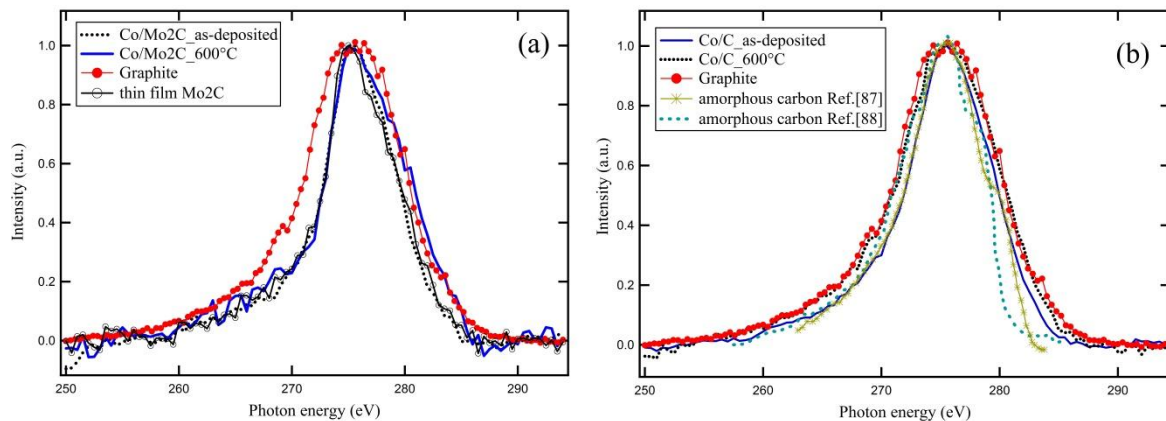 (a)
Co/Mo2C_as-deposited
Co/Mo2C_600°C
Graphite
thin film Mo2C
1.0
0.8
0.6
0.4
0.2
0.0
Intensity (a.u.)
250
260
270
280
290
Photon energy (eV)
(b)
Co/C_as-deposited
Co/C_600°C
Graphite
amorphous carbon Ref.[87]
amorphous carbon Ref.[88]
1.0
0.8
0.6
0.4
0.2
0.0
Intensity (a.u.)
250
260
270
280
290
Photon energy (eV)